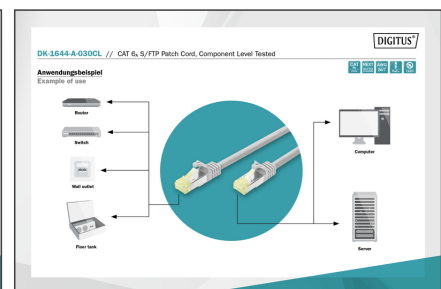 DIGITUS®
DK-1644-A-030CL // CAT 6A S/FTP Patch Cord, Component Level Tested
Anwendungsbeispiel
Example of use
Router
Switch
Wall outlet
Floor tank
Computer
Server